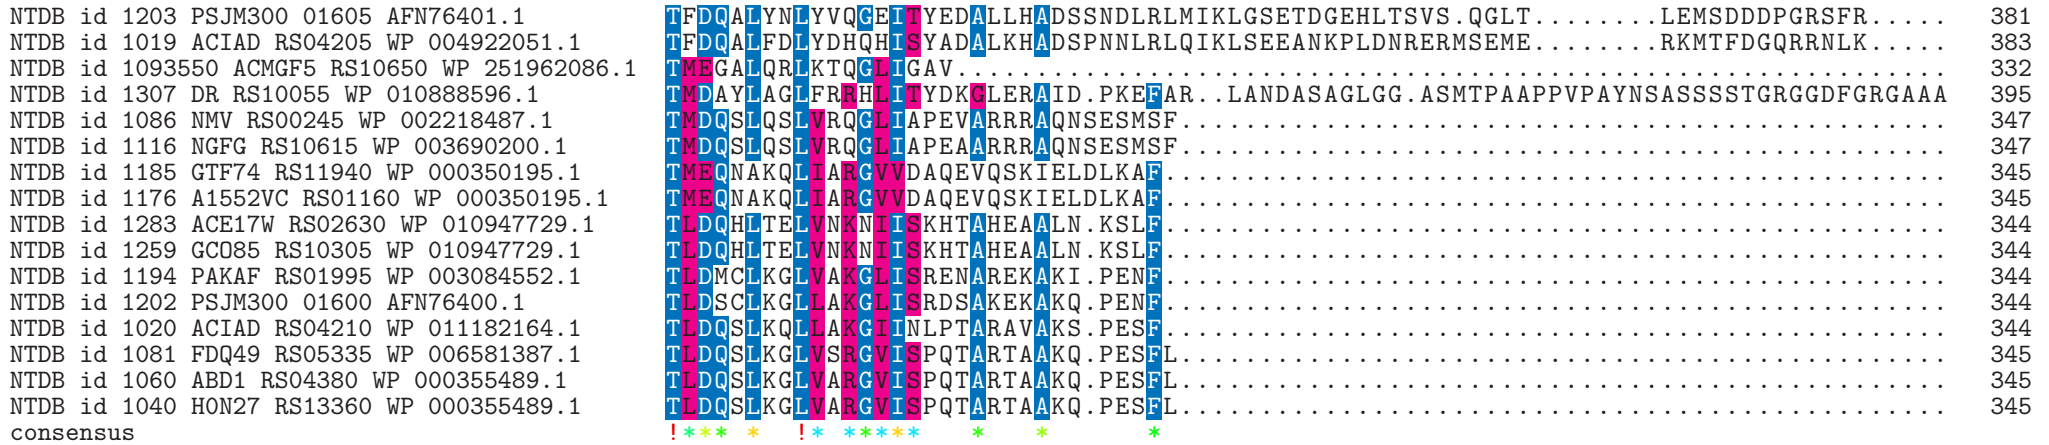 NTDB id 1203 PSJM300 01605 AFN76401.1 TFDQALYNLYVQGEITYEDALLHADSSNDLRLMIKLGSETDGEHLTSVS.QGLT........LEMSDDDPGRSFR..... 381
NTDB id 1019 ACIAD RS04205 WP 004922051.1 TFDQALFDLYDHQHISYADALKHADSPNNLRLQIKLSEEANKPLDNRERMSEME........RKMTFDGQRRNLK..... 383
NTDB id 1093550 ACMGF5 RS10650 WP 251962086.1 TMEGALQRLKTQGLIGAV.............................................................. 332
NTDB id 1307 DR RS10055 WP 010888596.1 TMDAYLAGLFRRHLITYDKGLERAID.PKEFAR..LANDASAGLGG.ASMTPAAPPVPAYNSASSSSTGRGGDFGRGAAA 395
NTDB id 1086 NMV RS00245 WP 002218487.1 TMDQSLQSLVRQGLIAPEVARRRAQNSESMSF................................................ 347
NTDB id 1116 NGFG RS10615 WP 003690200.1 TMDQSLQSLVRQGLIAPEAARRRAQNSESMSF................................................ 347
NTDB id 1185 GTF74 RS11940 WP 000350195.1 TMEQNAKQLIARGVVDAQEVQSKIELDLKAF................................................. 345
NTDB id 1176 A1552VC RS01160 WP 000350195.1 TMEQNAKQLIARGVVDAQEVQSKIELDLKAF................................................. 345
NTDB id 1283 ACE17W RS02630 WP 010947729.1 TLDQHLTELVNKNIISKHTAHEAALN.KSLF................................................. 344
NTDB id 1259 GCO85 RS10305 WP 010947729.1 TLDQHLTELVNKNIISKHTAHEAALN.KSLF................................................. 344
NTDB id 1194 PAKAF RS01995 WP 003084552.1 TLDMCLKGLVAKGLISRENAREKAKI.PENF................................................. 344
NTDB id 1202 PSJM300 01600 AFN76400.1 TLDSCLKGLLAKGLISRDSAKEKAKQ.PENF................................................. 344
NTDB id 1020 ACIAD RS04210 WP 011182164.1 TLDQSLKQLLAKGIINLPTARAVAKS.PESF................................................. 344
NTDB id 1081 FDQ49 RS05335 WP 006581387.1 TLDQSLKGLVSRGVISPQTARTAAKQ.PESFL................................................ 345
NTDB id 1060 ABD1 RS04380 WP 000355489.1 TLDQSLKGLVARGVISPQTARTAAKQ.PESFL................................................ 345
NTDB id 1040 HON27 RS13360 WP 000355489.1 TLDQSLKGLVARGVISPQTARTAAKQ.PESFL................................................ 345
consensus !*** * !* ***** * * *